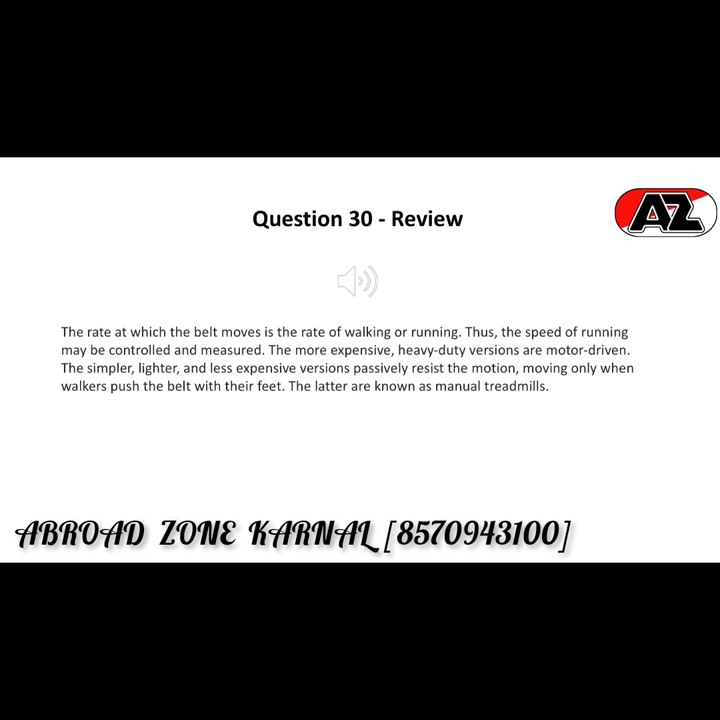 Question 30 - Review
AZ
The rate at which the belt moves is the rate of walking or running. Thus, the speed of running
may be controlled and measured. The more expensive, heavy-duty versions are motor-driven.
The simpler, lighter, and less expensive versions passively resist the motion, moving only when
walkers push the belt with their feet. The latter are known as manual treadmills.
ABROAD ZONE KARNAL [8570943100]